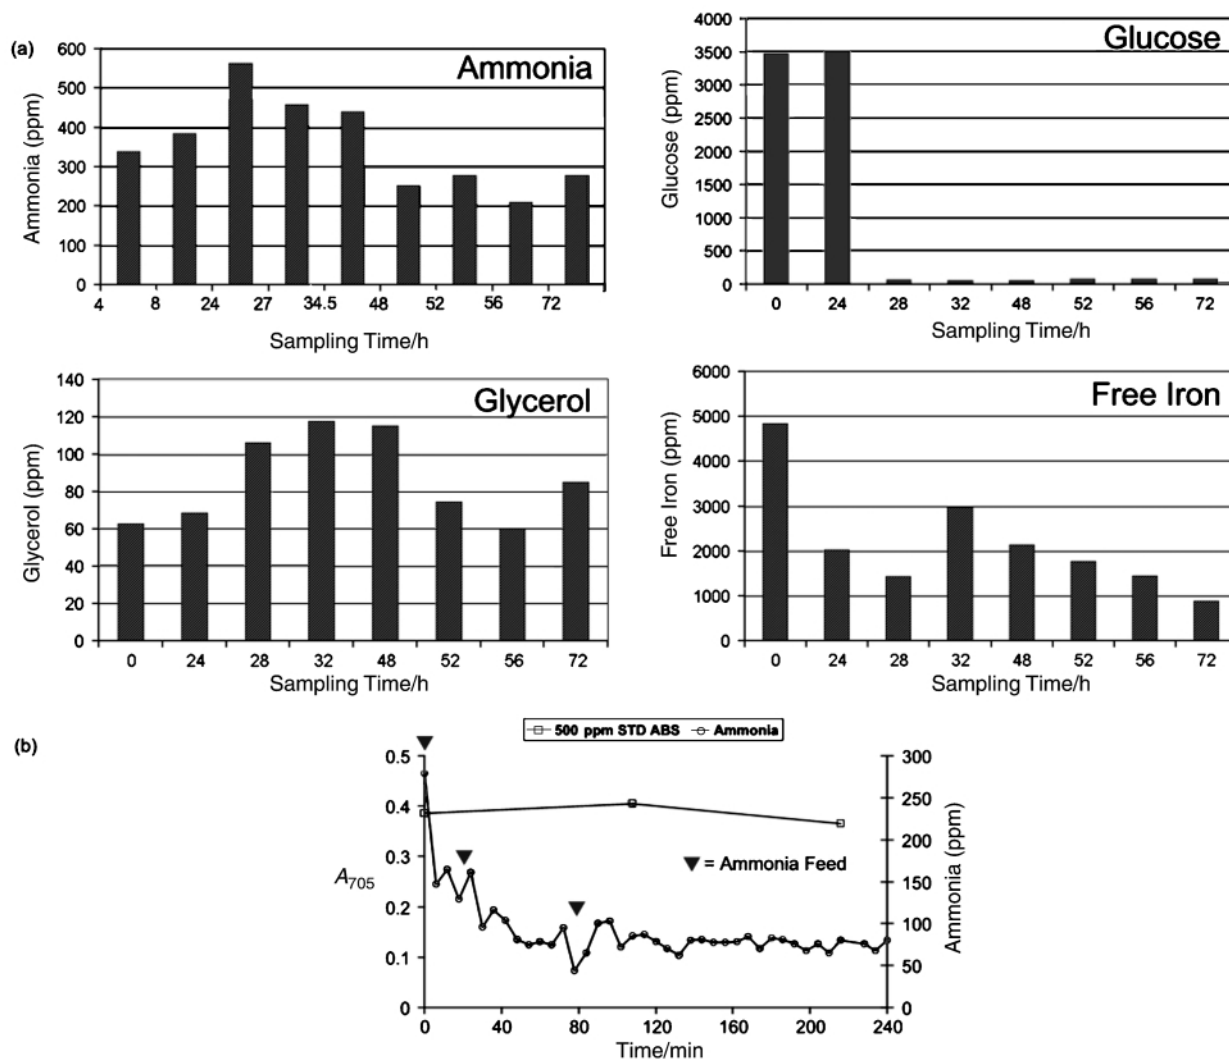 (a)
Ammonia
Ammonia (ppm)
600
500
400
300
200
100
0
4 8 24 27 34.5 48 52 56 72
Sampling Time/h
Glucose
Glucose (ppm)
4000
3500
3000
2500
2000
1500
1000
500
0
0 24 28 32 48 52 56 72
Sampling Time/h
Glycerol
Glycerol (ppm)
140
120
100
80
60
40
20
0
0 24 28 32 48 52 56 72
Sampling Time/h
Free Iron
Free Iron (ppm)
6000
5000
4000
3000
2000
1000
0
0 24 28 32 48 52 56 72
Sampling Time/h
(b)
500 ppm STD ABS Ammonia
A705
0.5
0.4
0.3
0.2
0.1
0
▼ = Ammonia Feed
300
250
200
150
100
50
0
Ammonia (ppm)
0 40 80 120 160 200 240
Time/min